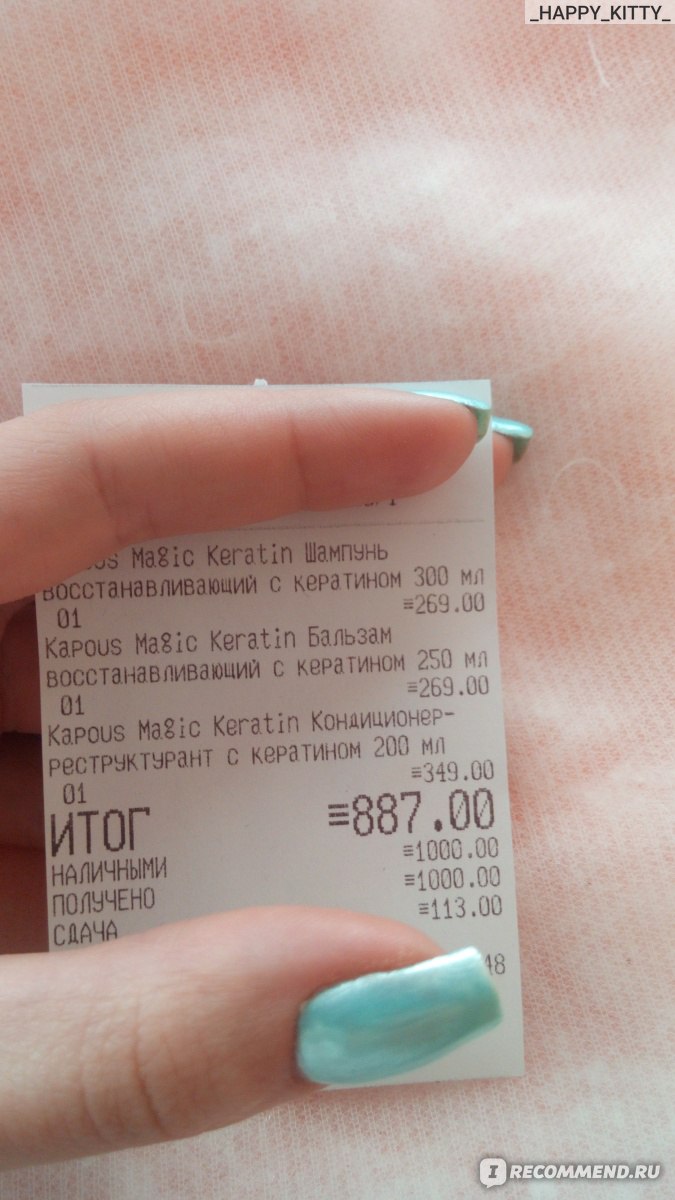 _HAPPY_KITTY_
Magic Keratin Шампунь
восстанавливающий с кератином 300 мл
01 ≡269.00
Kapous Magic Keratin Бальзам
восстанавливающий с кератином 250 мл
01 ≡269.00
Kapous Magic Keratin Кондиционер-
реструктурант с кератином 200 мл
01 ≡349.00
ИТОГ ≡887.00
НАЛИЧНЫМИ ≡1000.00
ПОЛУЧЕНО ≡1000.00
СДАЧА ≡113.00
IRECOMMEND.RU